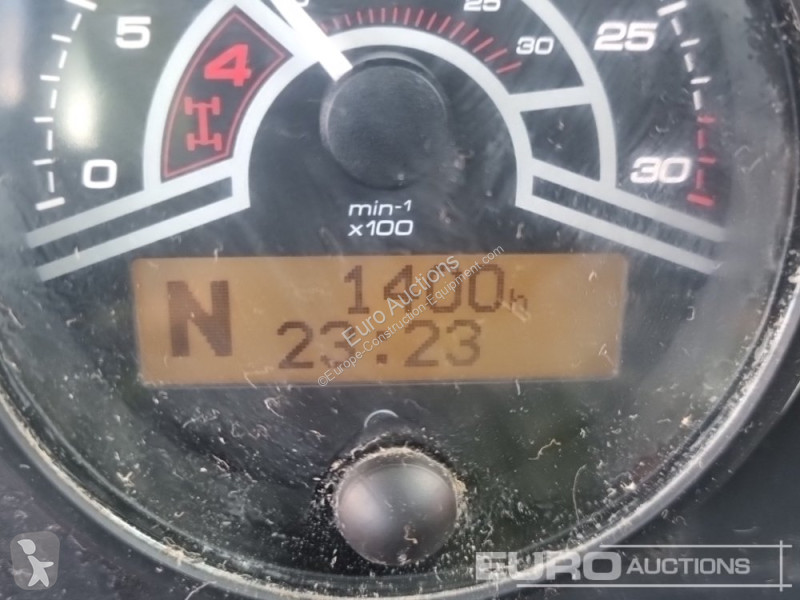 5
25
25
30
4
0
30
min-1
x100
N 1400h
23:23
Euro Auctions
©Europe-Construction-Equipment.com
EURO AUCTIONS